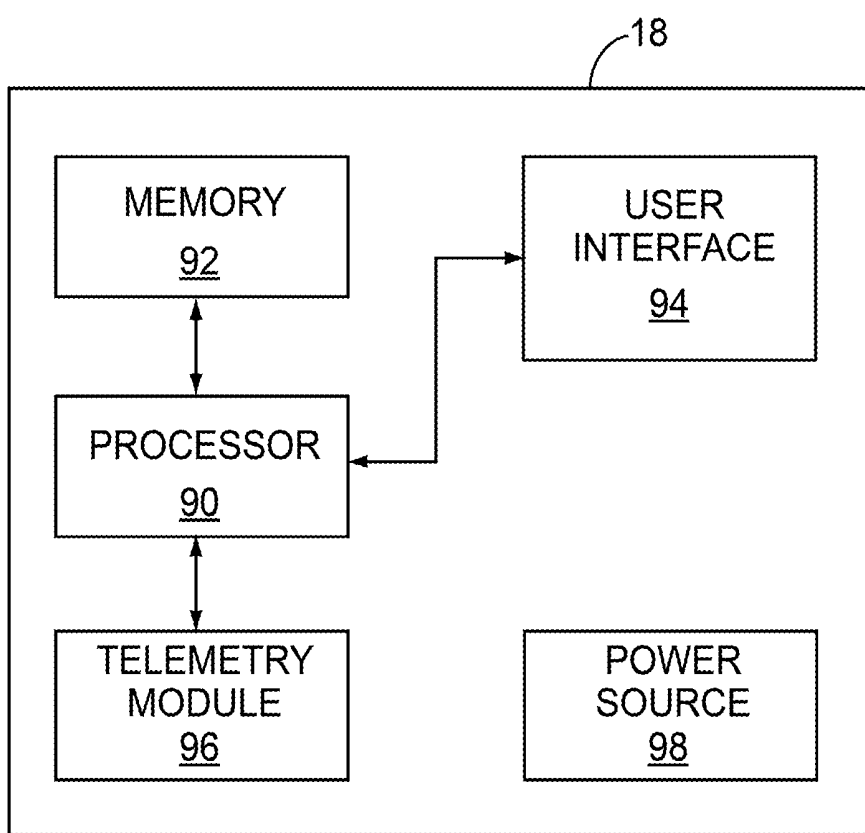 18
MEMORY
92
USER
INTERFACE
94
PROCESSOR
90
TELEMETRY
MODULE
96
POWER
SOURCE
98